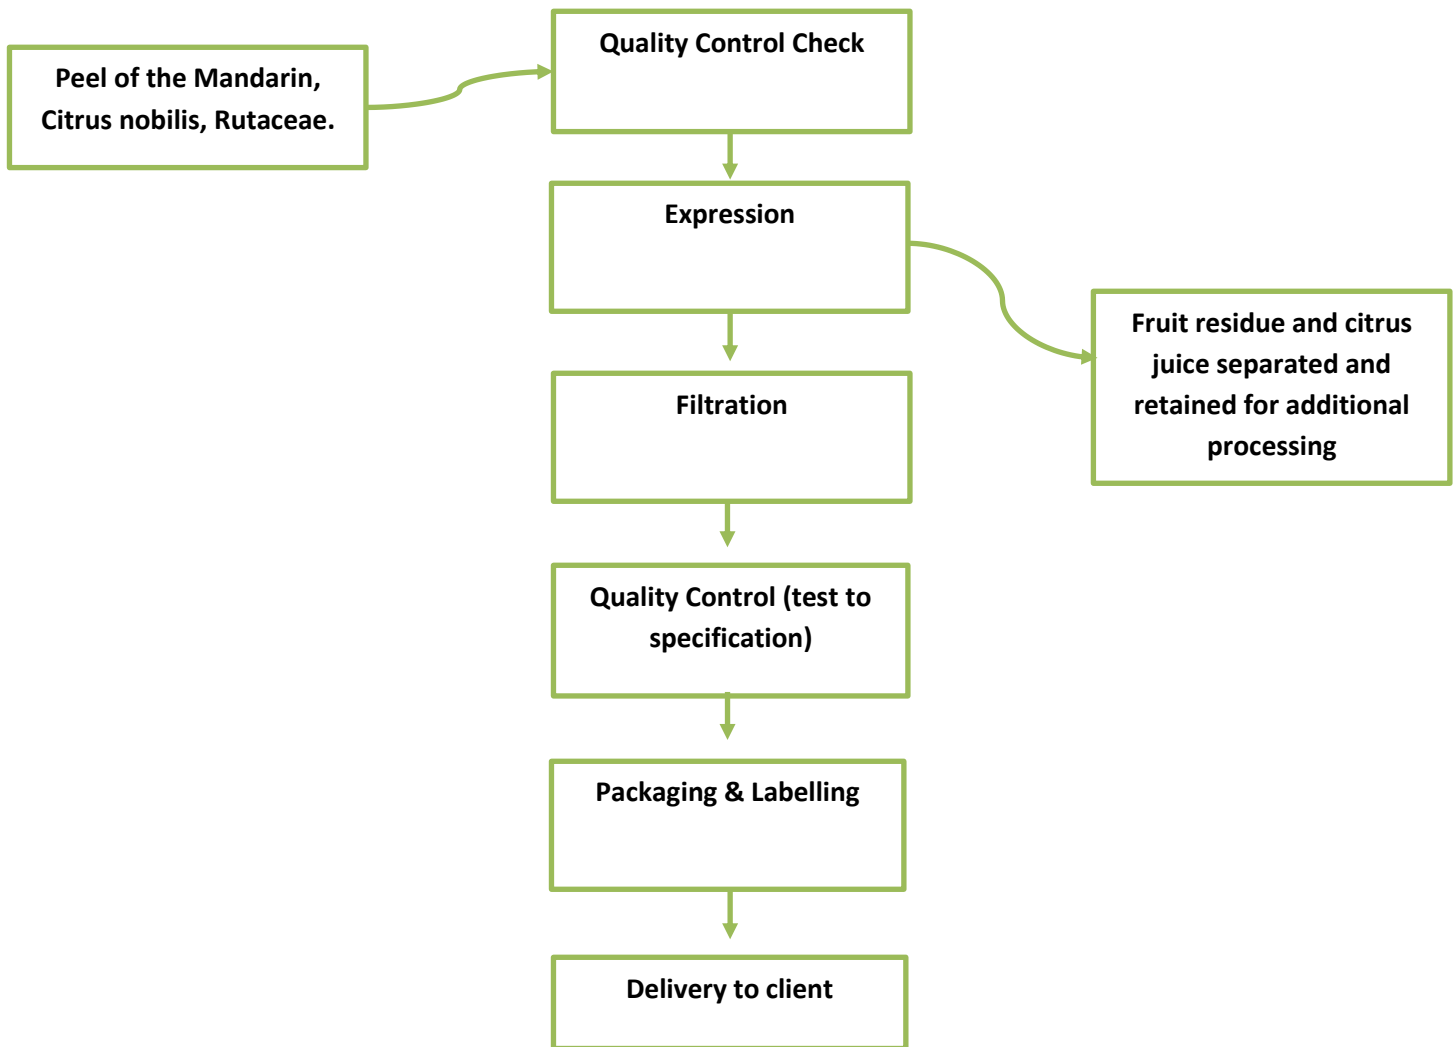 Quality Control Check
Peel of the Mandarin,
Citrus nobilis, Rutaceae.
Expression
Fruit residue and citrus
juice separated and
retained for additional
processing
Filtration
Quality Control (test to
specification)
Packaging & Labelling
Delivery to client